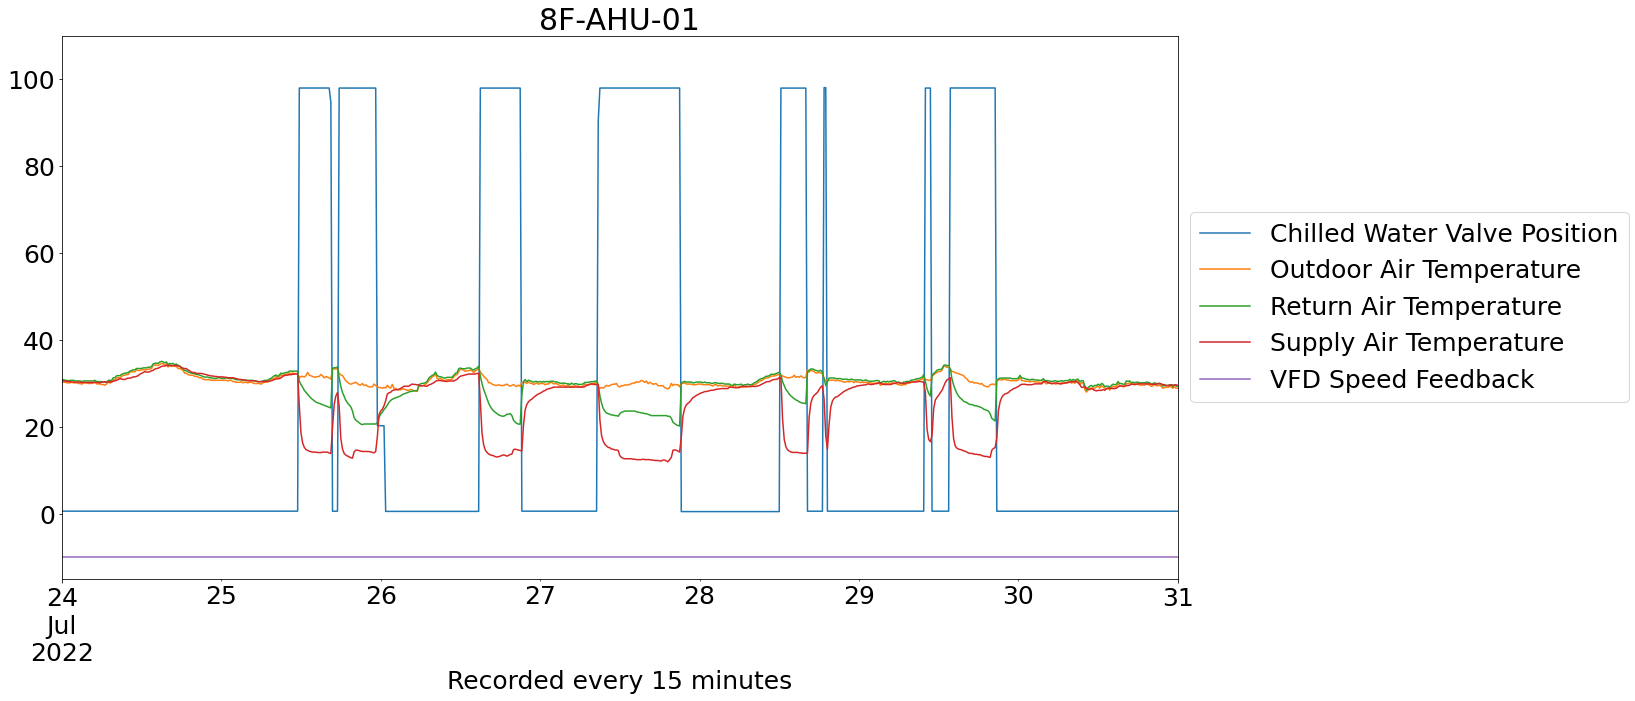 8F-AHU-01
100
80
60
40
20
0
24
25
26
27
28
29
30
31
Jul
2022
Recorded every 15 minutes
Chilled Water Valve Position
Outdoor Air Temperature
Return Air Temperature
Supply Air Temperature
VFD Speed Feedback